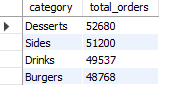 category total_orders
Desserts 52680
Sides 51200
Drinks 49537
Burgers 48768